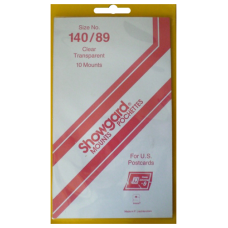 Size No.
140/89
Clear
Transparent
10 Mounts
Showgard®
MOUNTS
POCHETTES
For U.S.
Postcards